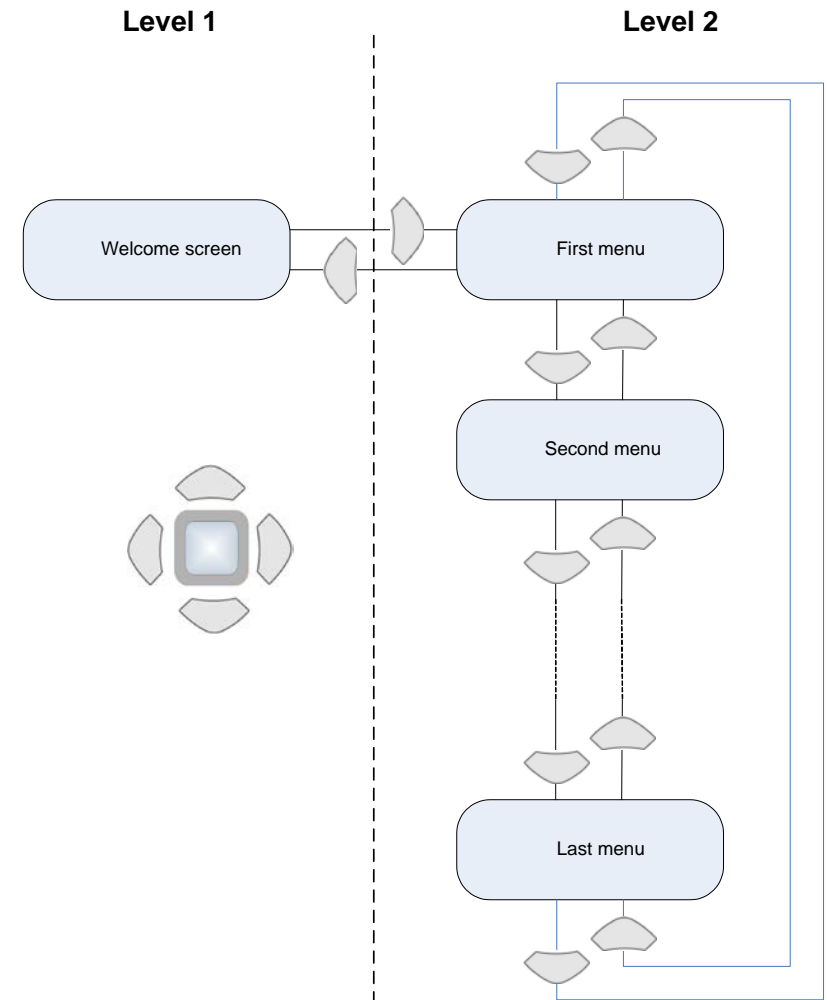 Level 1
Level 2
Welcome screen
First menu
Second menu
Last menu